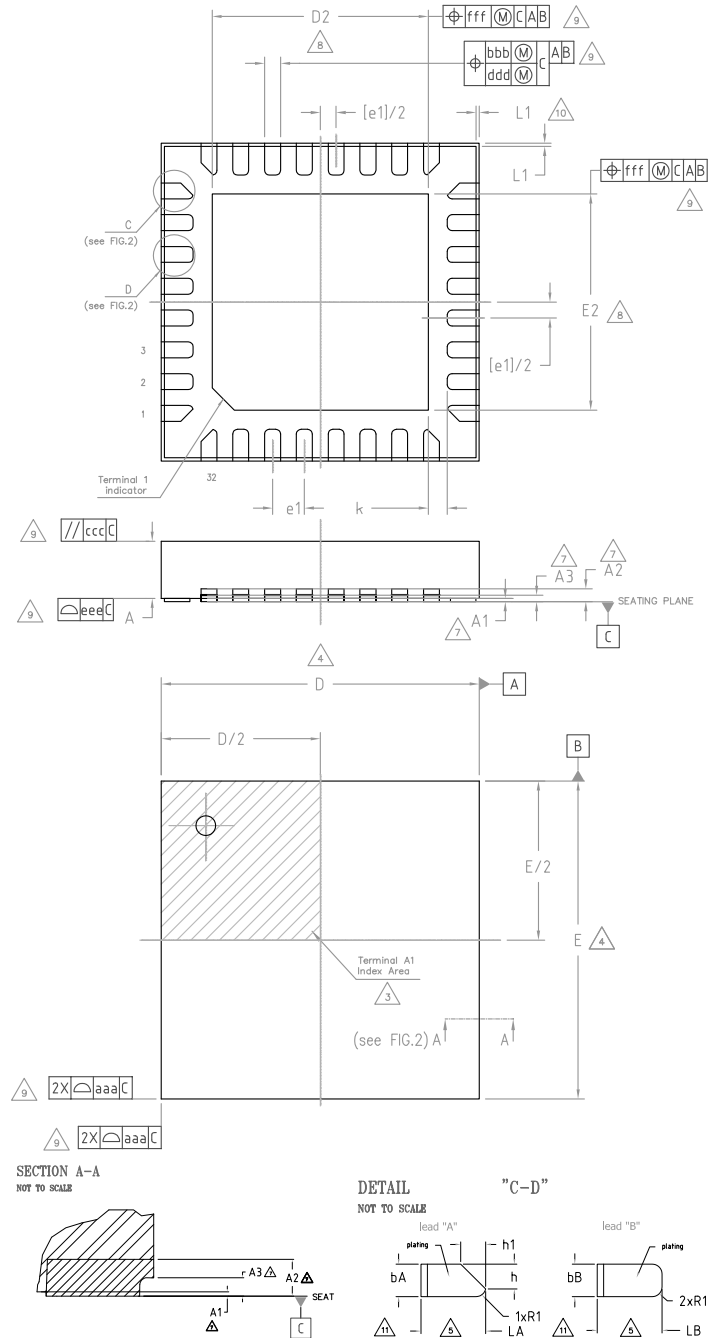 D2
⌖ fff Ⓜ C A B
9
8
⌖ bbb Ⓜ C A B
ddd Ⓜ
9
[e1]/2
L1
10
L1
⌖ fff Ⓜ C A B
9
C
(see FIG.2)
D
(see FIG.2)
E2
8
[e1]/2
3
2
1
Terminal 1
indicator
32
e1
k
9
// ccc C
9
⌓ eee C
A
7
7
A3
A2
A1
7
SEATING PLANE
C
4
D
A
D/2
B
E/2
E
4
Terminal A1
Index Area
3
(see FIG.2)
A
A
9
2X ⌓ aaa C
9
2X ⌓ aaa C
SECTION A-A
NOT TO SCALE
A3
7
A2
7
SEAT
A1
7
C
DETAIL "C-D"
NOT TO SCALE
lead "A"
plating
h1
bA
h
1xR1
11
5
LA
lead "B"
plating
bB
2xR1
11
5
LB